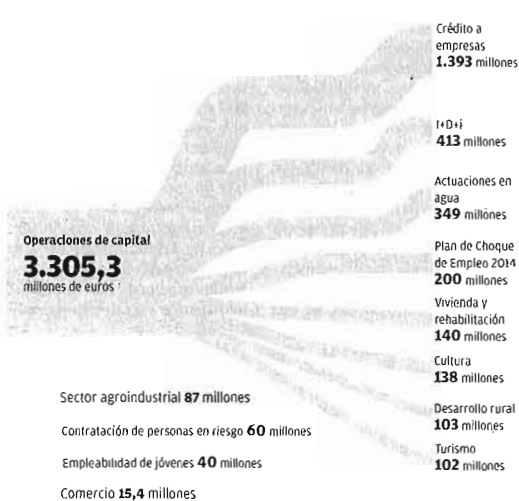 Crédito a
empresas
1.393 millones
I+D+i
413 millones
Actuaciones en
agua
349 millones
Operaciones de capital
3.305,3
millones de euros
Plan de Choque
de Empleo 2014
200 millones
Vivienda y
rehabilitación
140 millones
Cultura
138 millones
Desarrollo rural
103 millones
Turismo
102 millones
Sector agroindustrial 87 millones
Contratación de personas en riesgo 60 millones
Empleabilidad de jóvenes 40 millones
Comercio 15,4 millones